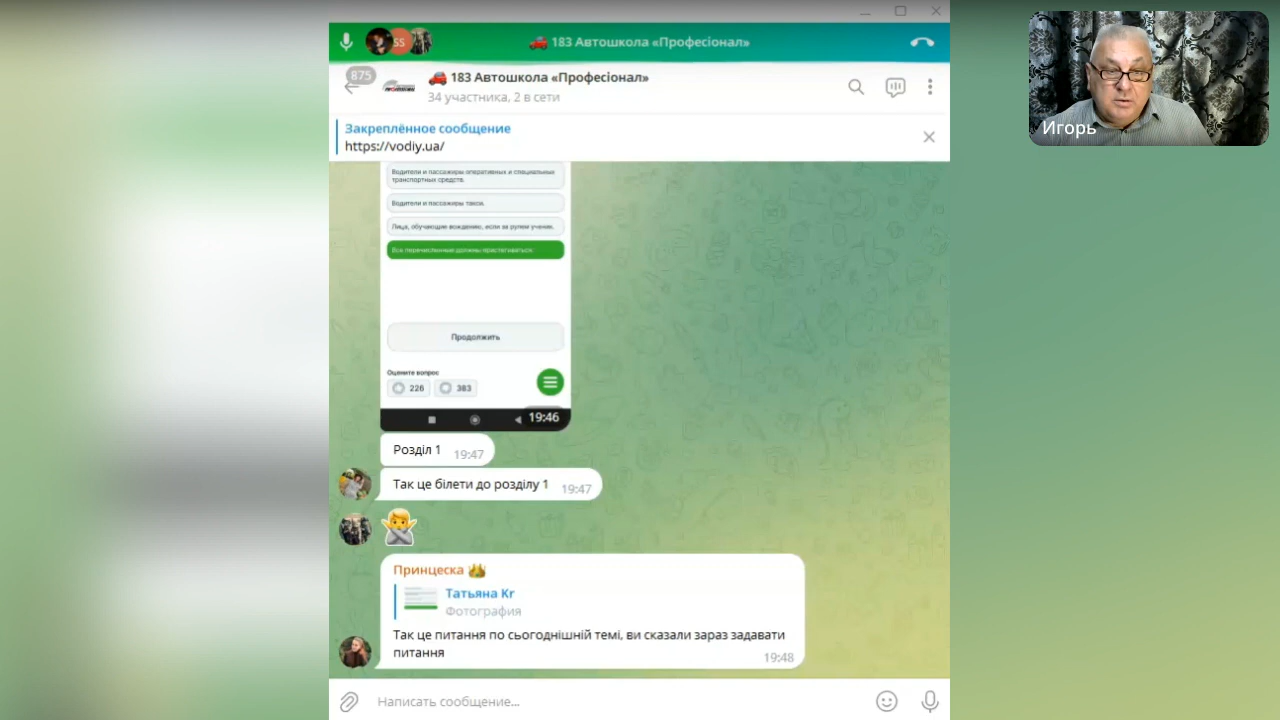 SS
🚗 183 Автошкола «Професіонал»
875
🚗 183 Автошкола «Професіонал»
34 участника, 2 в сети
Закреплённое сообщение
https://vodiy.ua/
Водители и пассажиры оперативных и специальных
транспортных средств.
Водители и пассажиры такси.
Лица, обучающие вождению, если за рулем ученик.
Все перечисленные должны пристегиваться.
Продолжить
Оцените вопрос
226
383
19:46
Розділ 1 19:47
Так це білети до розділу 1 19:47
Принцеска
Татьяна Kr
Фотография
Так це питання по сьогоднішній темі, ви сказали зараз задавати
питання 19:48
Написать сообщение...
Игорь